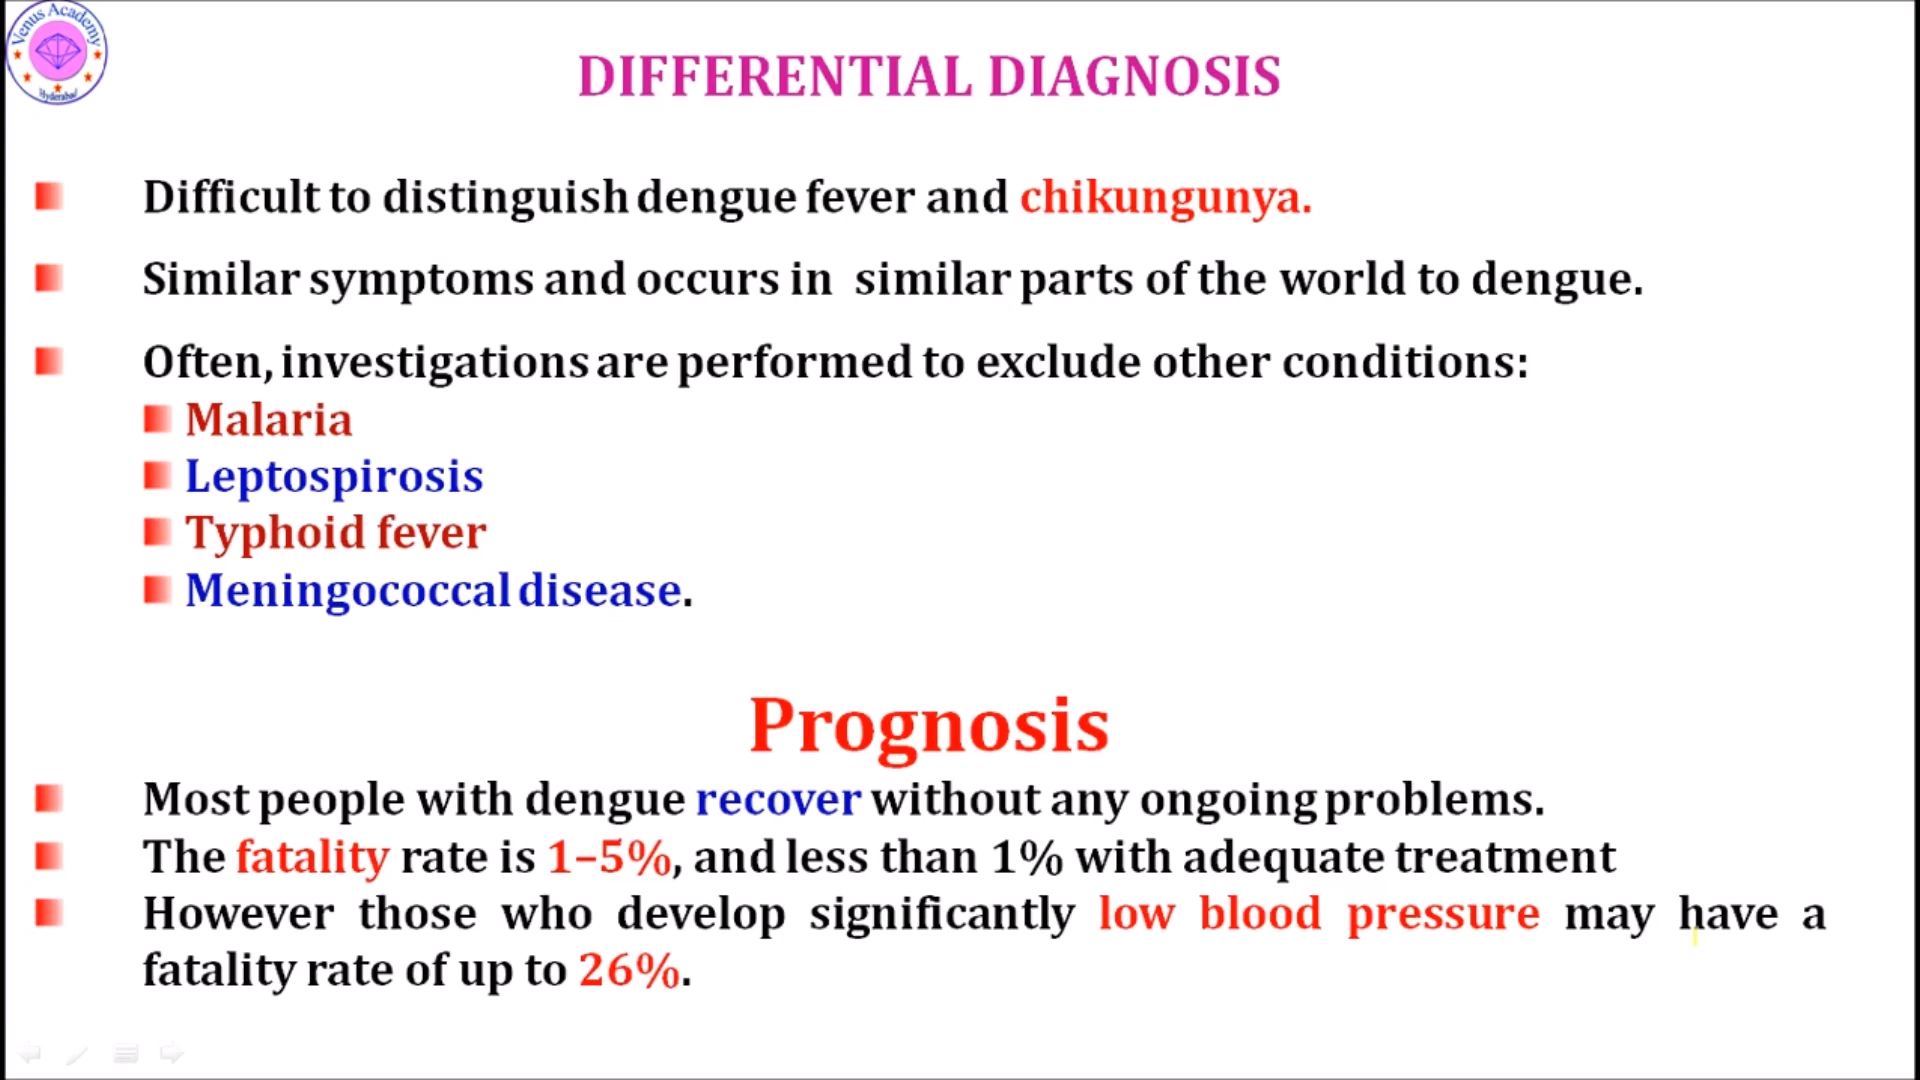 Venus Academy
Hyderabad
DIFFERENTIAL DIAGNOSIS
Difficult to distinguish dengue fever and chikungunya.
Similar symptoms and occurs in similar parts of the world to dengue.
Often, investigations are performed to exclude other conditions:
Malaria
Leptospirosis
Typhoid fever
Meningococcal disease.
Prognosis
Most people with dengue recover without any ongoing problems.
The fatality rate is 1–5%, and less than 1% with adequate treatment
However those who develop significantly low blood pressure may have a
fatality rate of up to 26%.